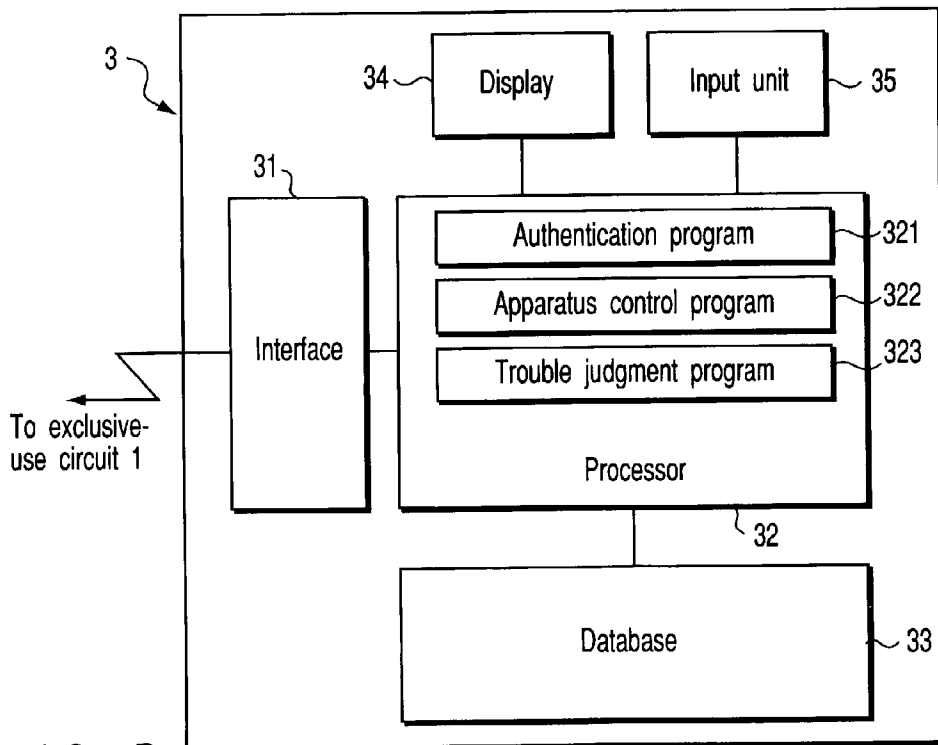 3
34
Display
Input unit
35
31
Authentication program
321
Apparatus control program
322
Interface
Trouble judgment program
323
To exclusive-
use circuit 1
Processor
32
Database
33